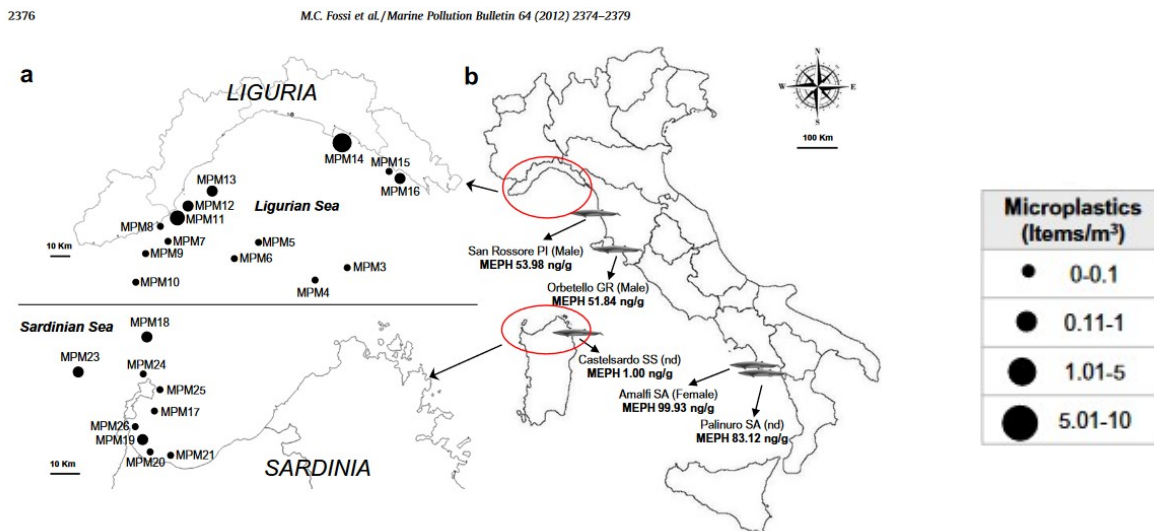 2376
M.C. Fossi et al. / Marine Pollution Bulletin 64 (2012) 2374–2379
a
LIGURIA
MPM14
MPM15
MPM16
MPM13
MPM12
MPM11
MPM8
Ligurian Sea
MPM7
MPM5
MPM9
MPM6
MPM3
MPM10
MPM4
10 Km
Sardinian Sea
MPM18
MPM23
MPM24
MPM25
MPM17
MPM26
MPM19
MPM20
MPM21
10 Km
SARDINIA
b
N
W
E
S
100 Km
San Rossore PI (Male)
MEPH 53.98 ng/g
Orbetello GR (Male)
MEPH 51.84 ng/g
Castelsardo SS (nd)
MEPH 1.00 ng/g
Amalfi SA (Female)
MEPH 99.93 ng/g
Palinuro SA (nd)
MEPH 83.12 ng/g
Microplastics
(Items/m³)
0-0.1
0.11-1
1.01-5
5.01-10